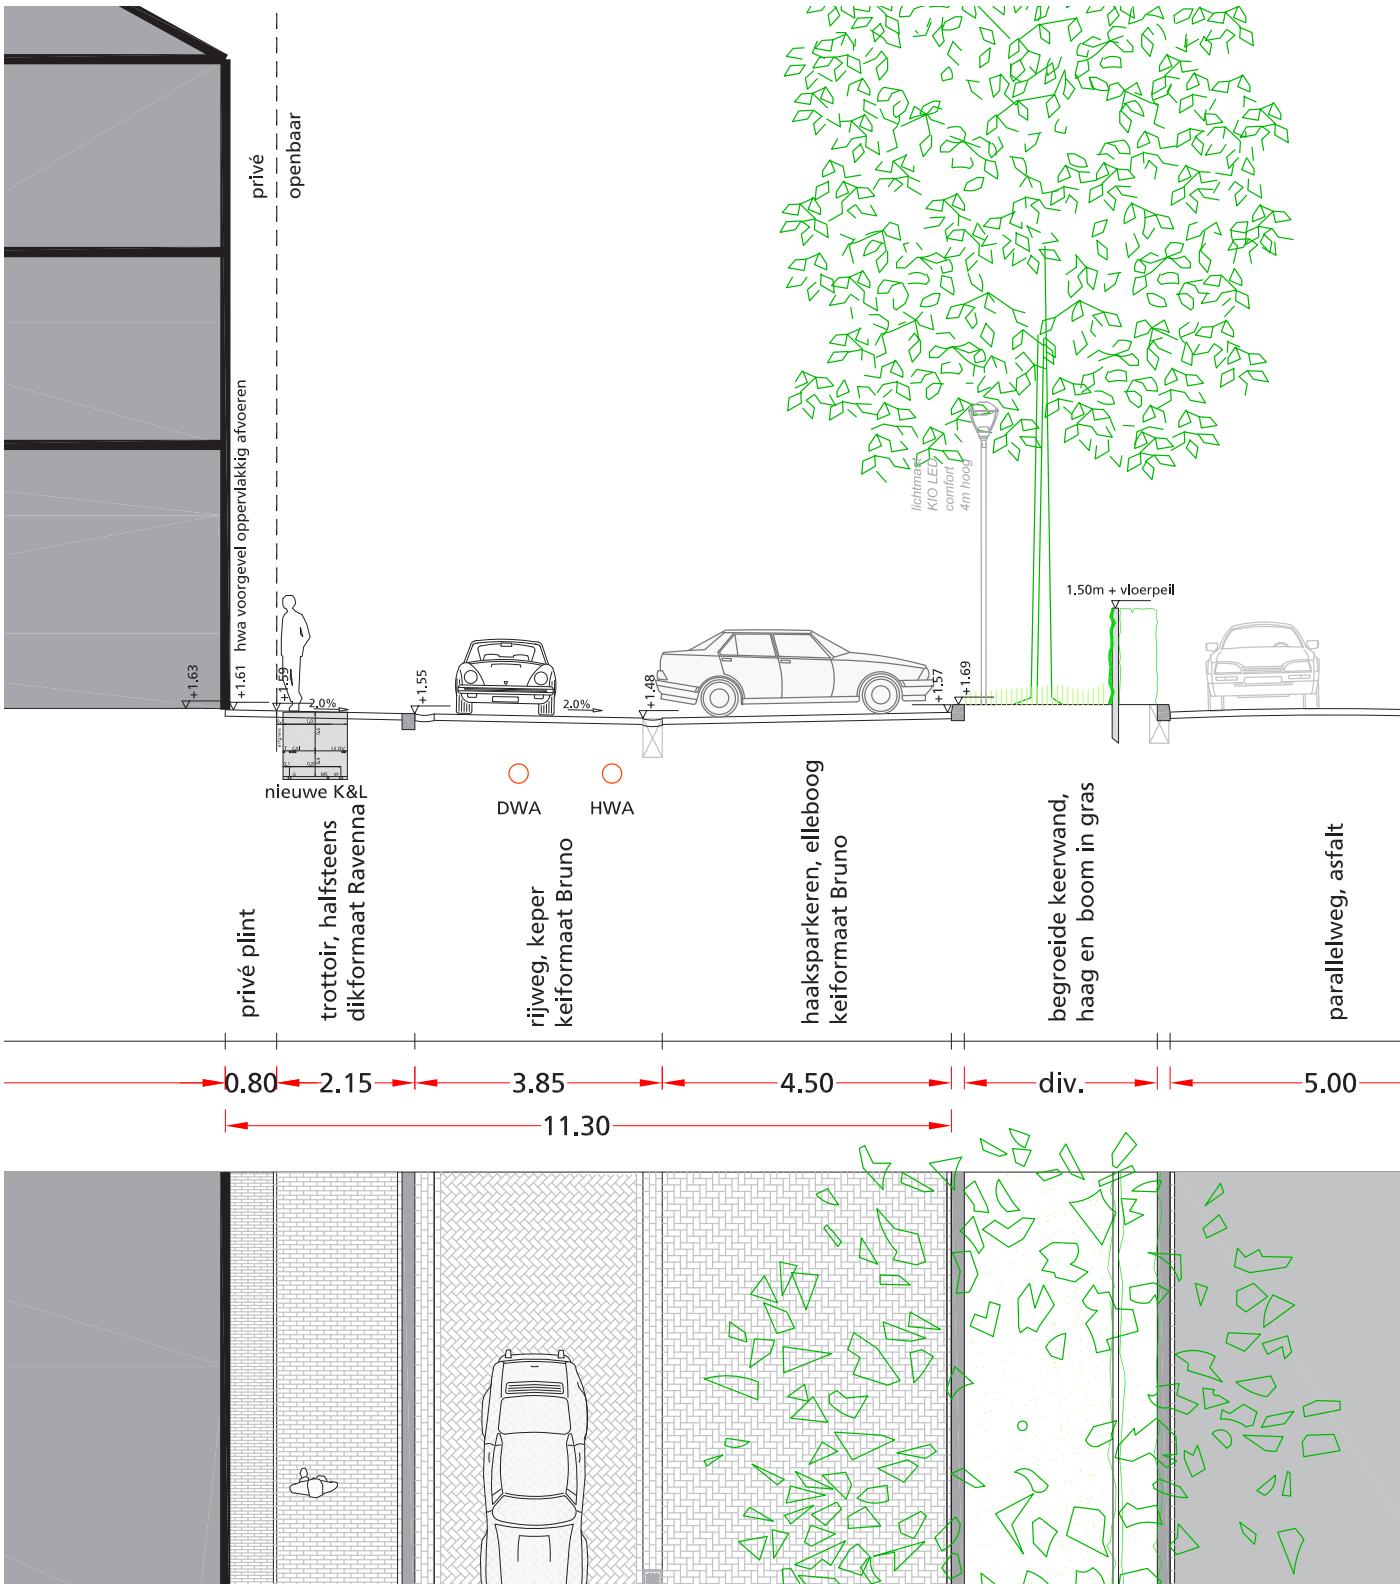 privé
openbaar
hwa voorgevel oppervlakkig afvoeren
lichtmast
KIO LED
comfort
4m hoog
1.50m + vloerpeil
+1.63
+1.61
+1.59
2.0%
+1.55
2.0%
+1.48
+1.57
+1.69
nieuwe K&L
DWA
HWA
privé plint
trottoir, halfsteens
dikformaat Ravenna
rijweg, keper
keiformaat Bruno
haaksparkeren, elleboog
keiformaat Bruno
begroeide keerwand,
haag en boom in gras
parallelweg, asfalt
0.80
2.15
3.85
4.50
div.
5.00
11.30